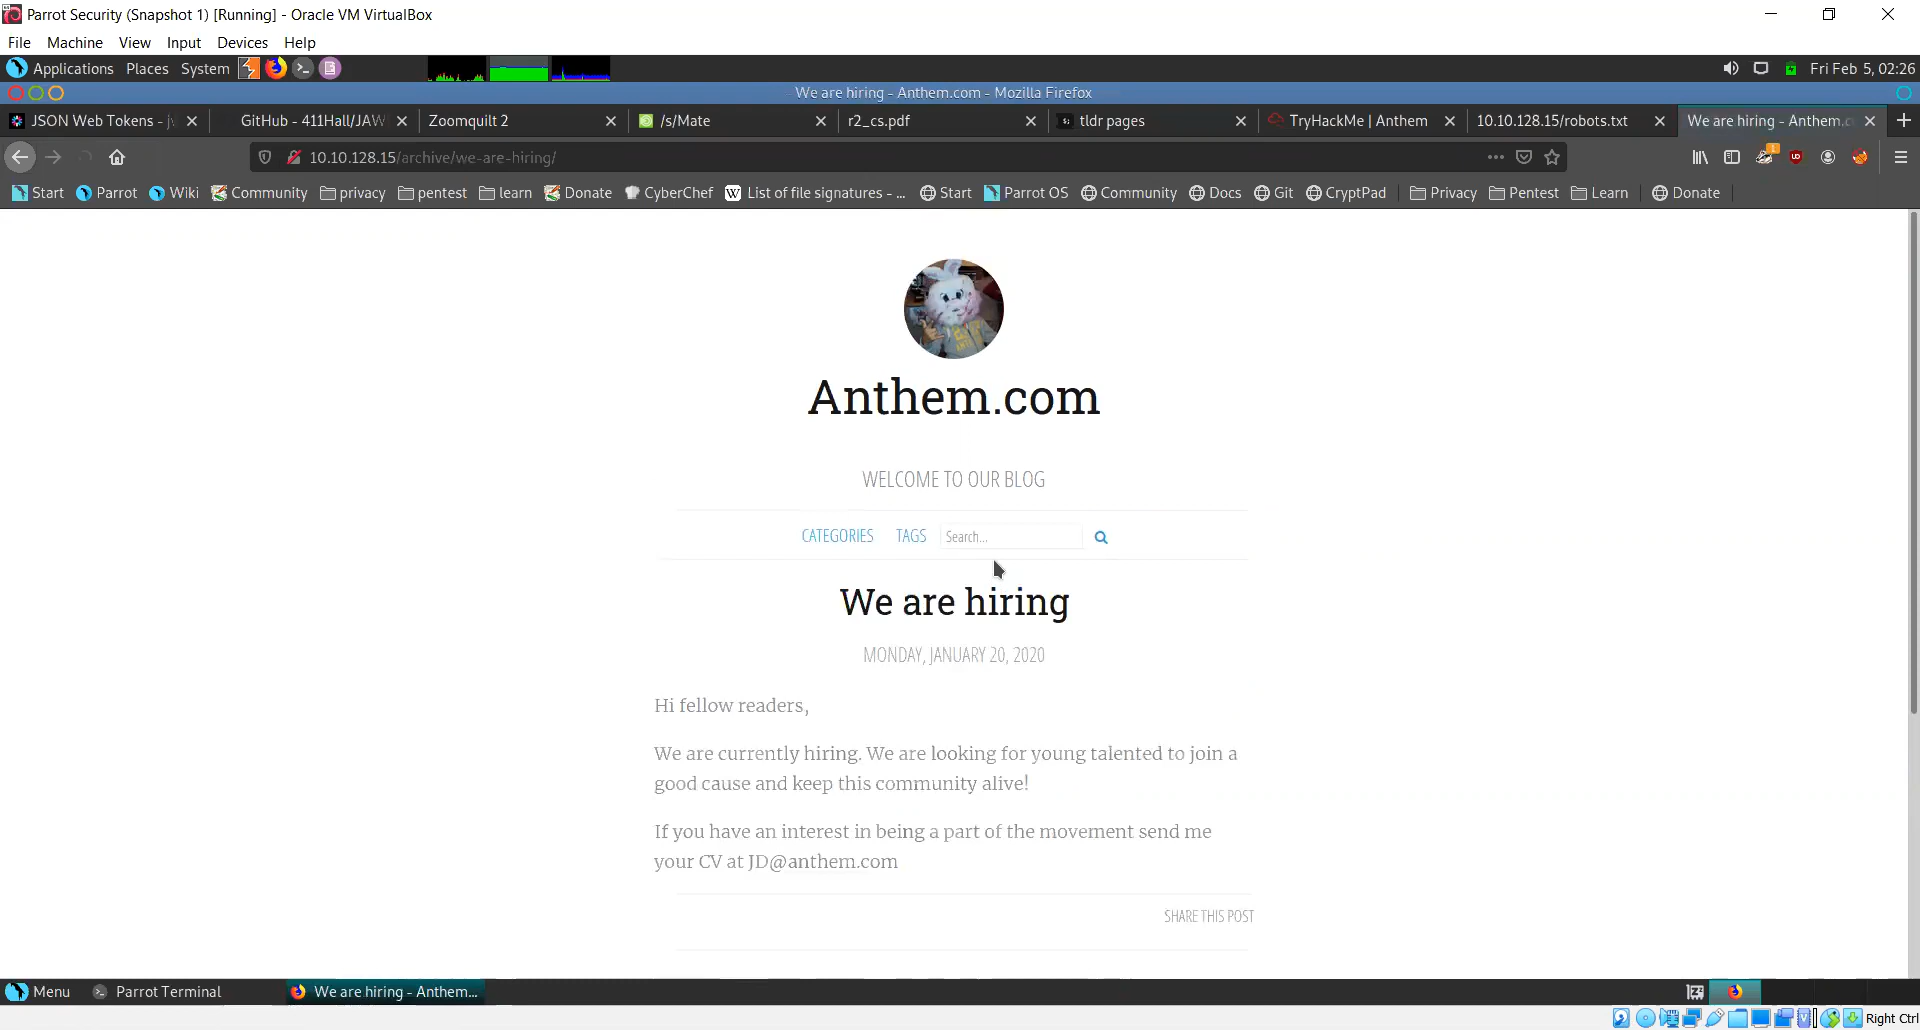 Parrot Security (Snapshot 1) [Running] - Oracle VM VirtualBox
File Machine View Input Devices Help
Applications Places System Fri Feb 5, 02:26
We are hiring - Anthem.com - Mozilla Firefox
JSON Web Tokens - GitHub - 411Hall/JAW Zoomquilt 2 /s/Mate r2_cs.pdf tldr pages TryHackMe | Anthem 10.10.128.15/robots.txt We are hiring - Anthem.c
10.10.128.15/archive/we-are-hiring/
Start Parrot Wiki Community privacy pentest learn Donate CyberChef List of file signatures - ... Start Parrot OS Community Docs Git CryptPad Privacy Pentest Learn Donate
Anthem.com
WELCOME TO OUR BLOG
CATEGORIES TAGS Search...
We are hiring
MONDAY, JANUARY 20, 2020
Hi fellow readers,
We are currently hiring. We are looking for young talented to join a
good cause and keep this community alive!
If you have an interest in being a part of the movement send me
your CV at JD@anthem.com
SHARE THIS POST
Menu Parrot Terminal We are hiring - Anthem...
Right Ctrl